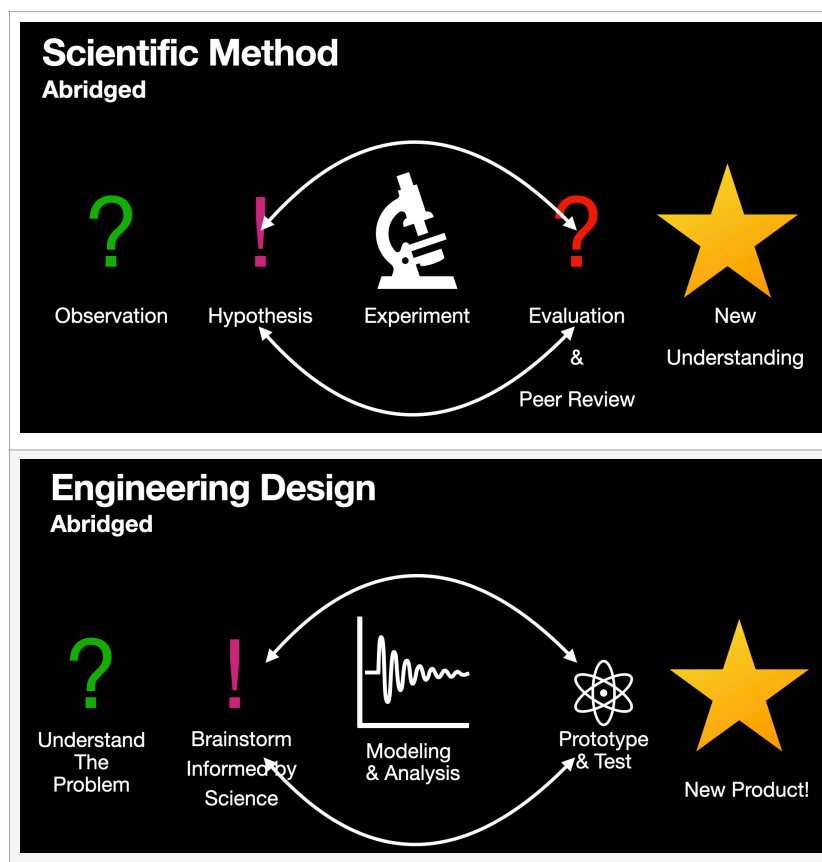 Scientific Method
Abridged
?
!
?
Observation
Hypothesis
Experiment
Evaluation
&
Peer Review
New
Understanding
Engineering Design
Abridged
?
!
Understand
The
Problem
Brainstorm
Informed by
Science
Modeling
& Analysis
Prototype
& Test
New Product!